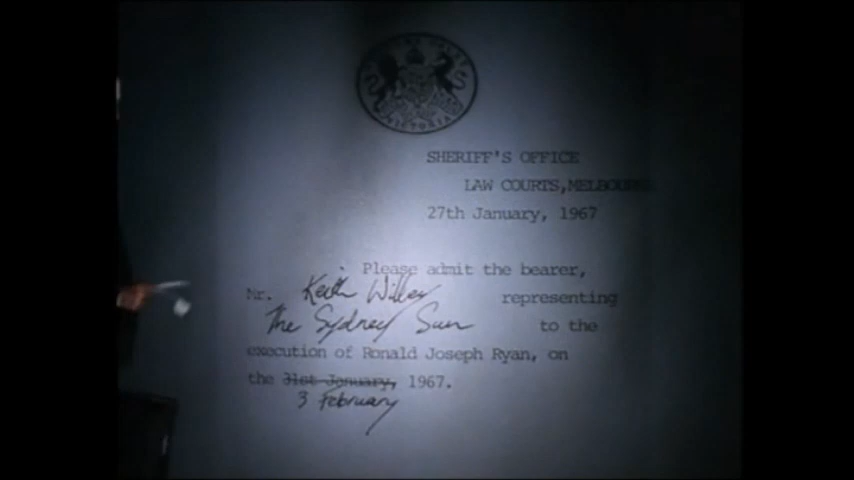 VICTORIA
SHERIFF'S OFFICE
LAW COURTS, MELBOURNE
27th January, 1967
Please admit the bearer,
Mr. Keith Willey representing
The Sydney Sun to the
execution of Ronald Joseph Ryan, on
the 31st January, 1967.
3 February